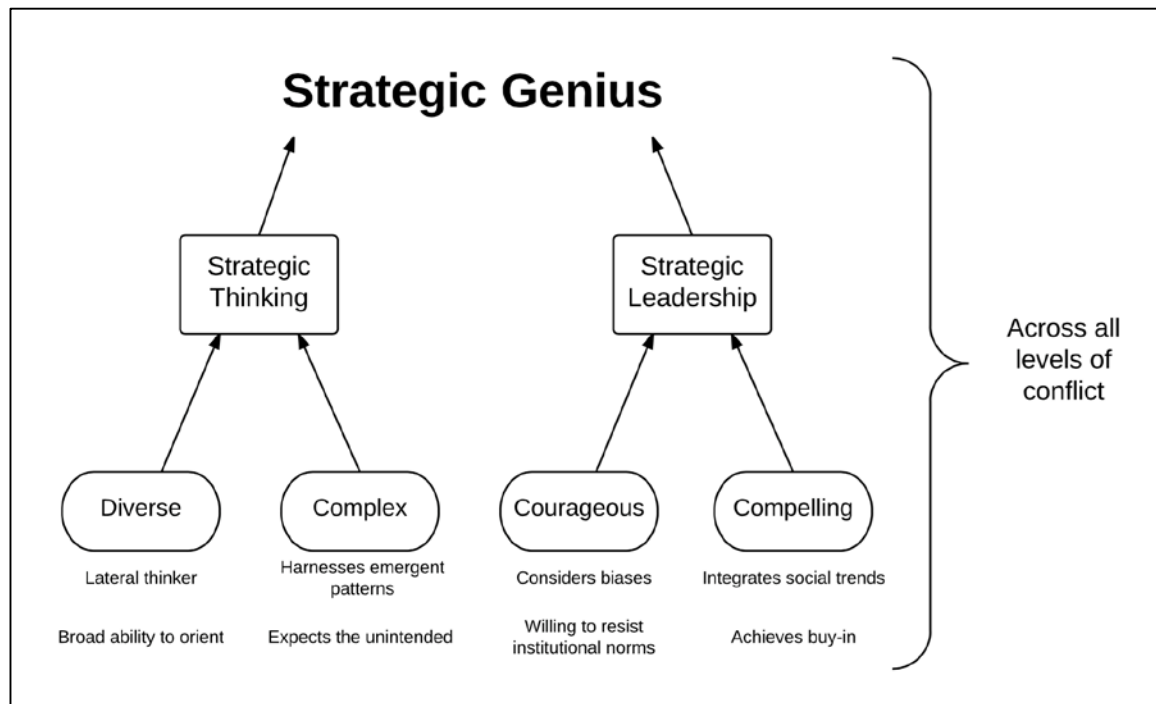 Strategic Genius
Strategic
Thinking
Strategic
Leadership
Across all
levels of
conflict
Diverse
Complex
Courageous
Compelling
Lateral thinker
Harnesses emergent
patterns
Considers biases
Integrates social trends
Broad ability to orient
Expects the unintended
Willing to resist
institutional norms
Achieves buy-in